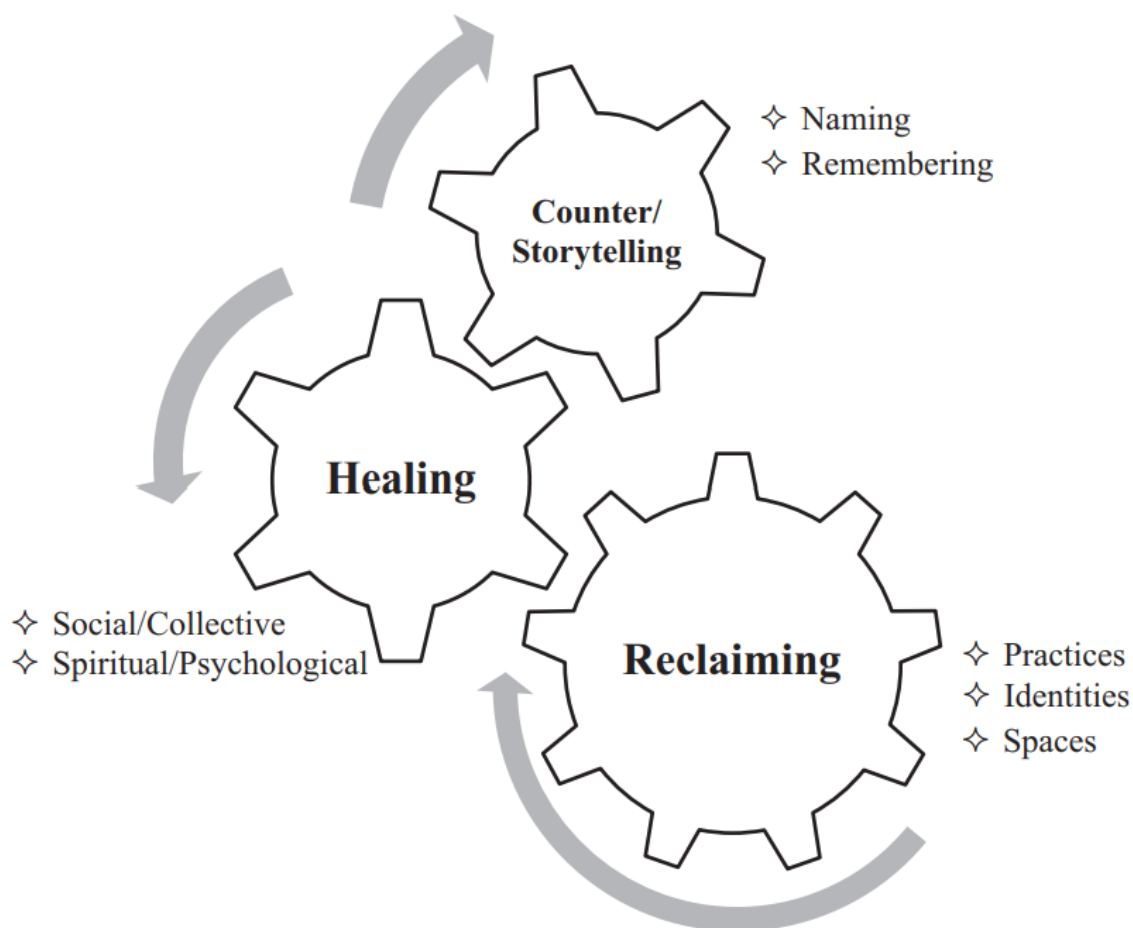 ✧ Naming
✧ Remembering
Counter/
Storytelling
Healing
✧ Social/Collective
✧ Spiritual/Psychological
Reclaiming
✧ Practices
✧ Identities
✧ Spaces